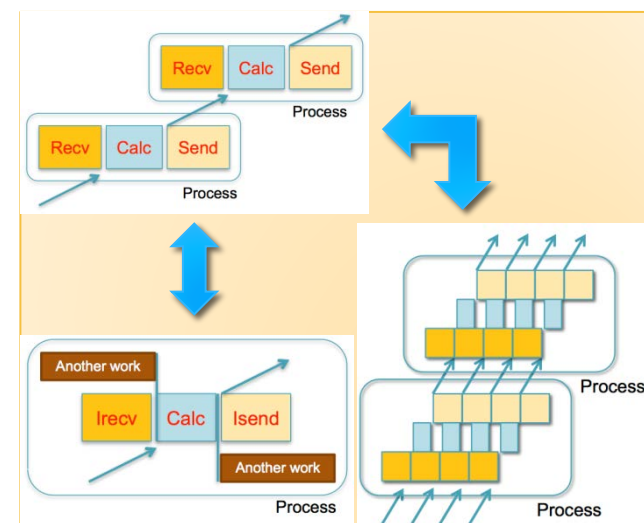 Recv Calc Send
Process
Recv Calc Send
Process
Another work
Irecv Calc Isend
Another work
Process
Process
Process